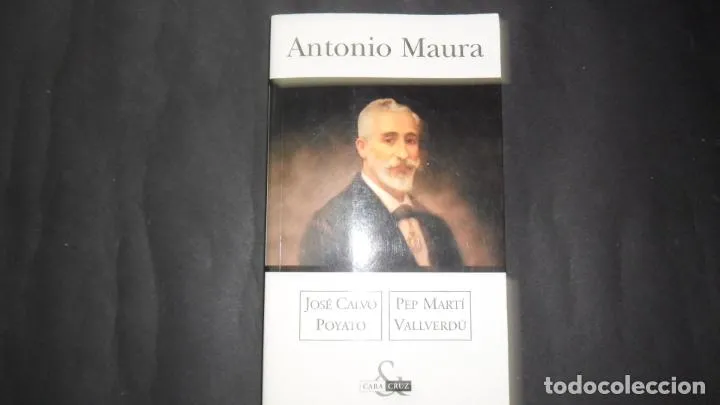 Antonio Maura
JOSÉ CALVO
POYATO
PEP MARTÍ
VALLVERDÚ
&
CARA CRUZ
todocoleccion